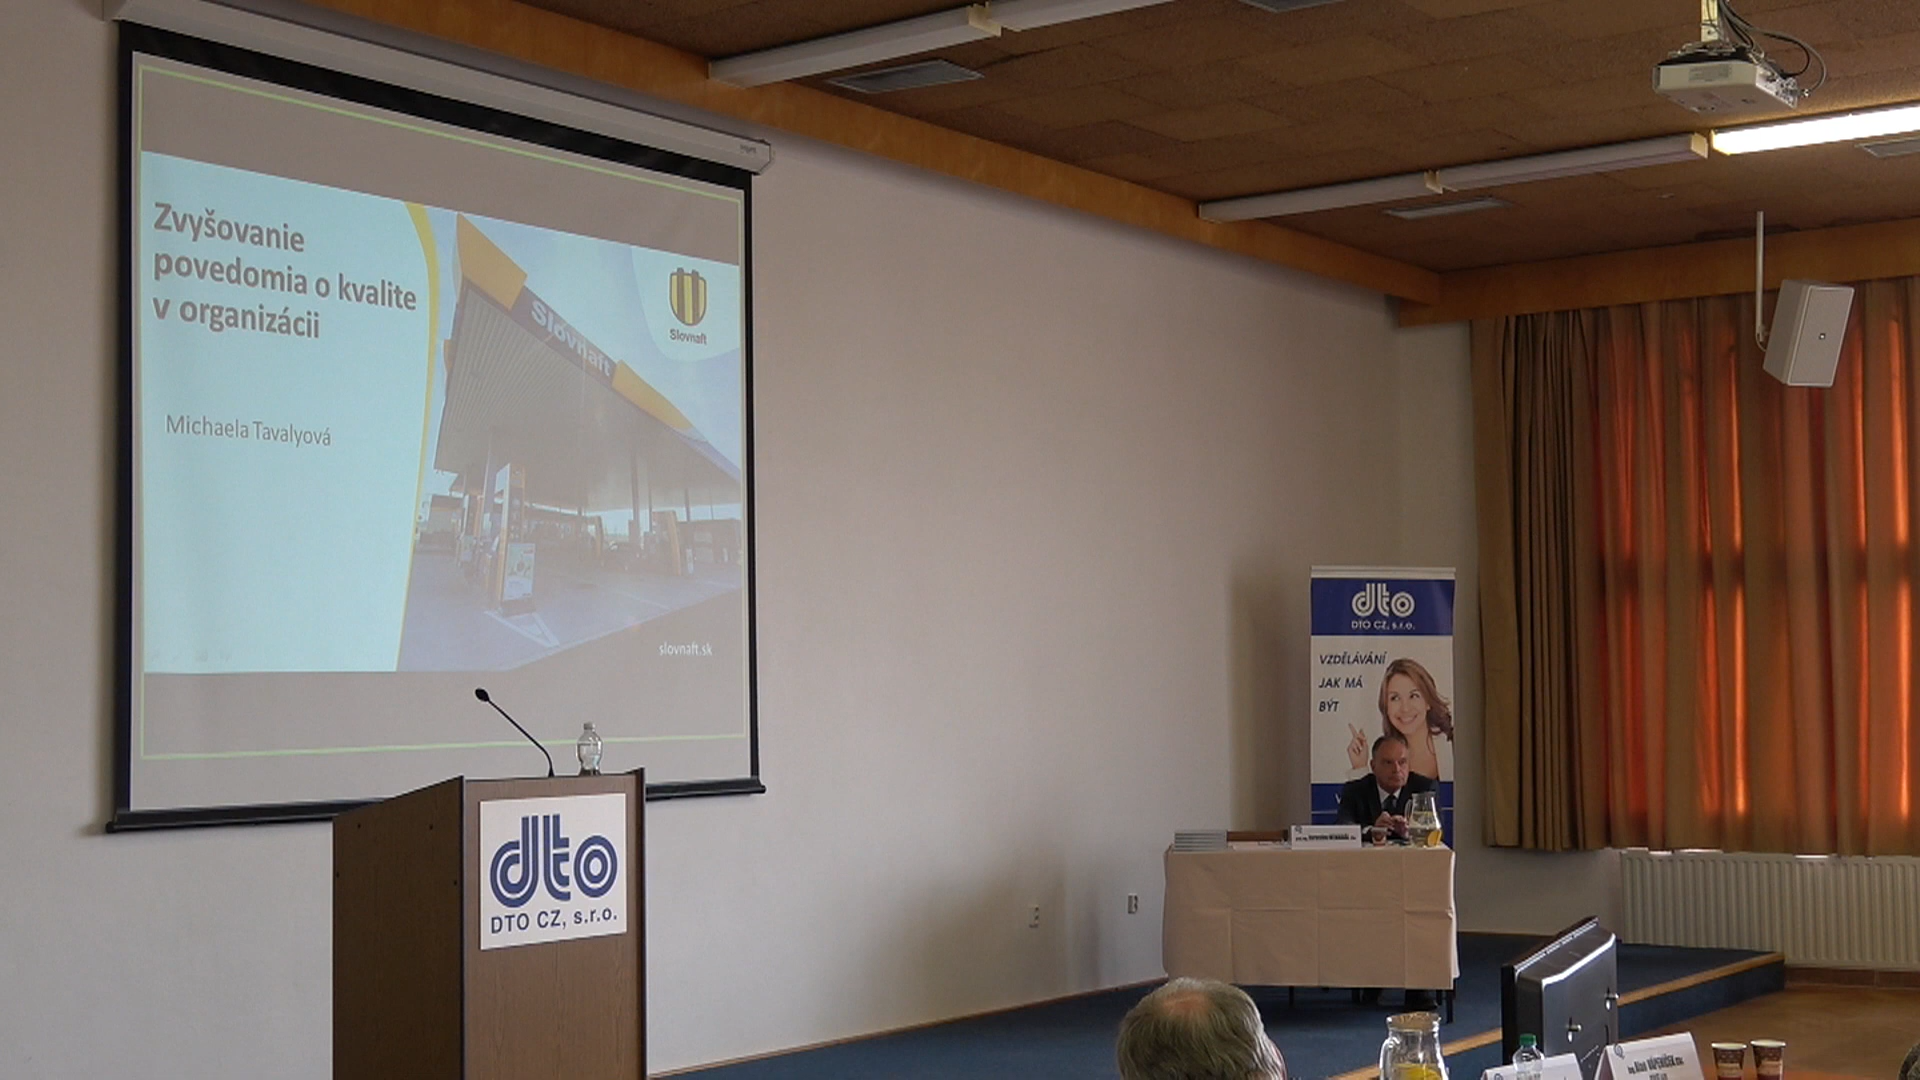 Zvyšovanie
povedomia o kvalite
v organizácii
Michaela Tavalyová
Slovnaft
Slovnaft
slovnaft.sk
dto
DTO CZ, s.r.o.
dto
DTO CZ, s.r.o.
VZDĚLÁVÁNÍ
JAK MÁ
BÝT